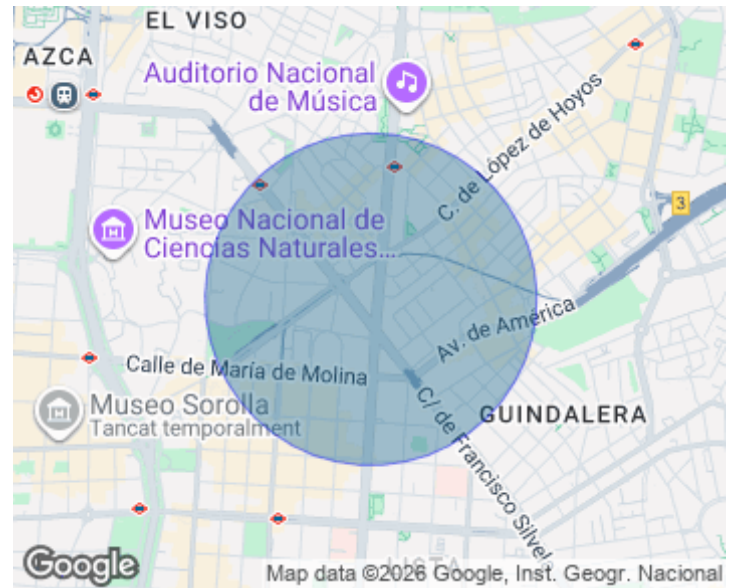 EL VISO
AZCA
Auditorio Nacional
de Música
C. de López de Hoyos
3
Museo Nacional de
Ciencias Naturales...
Av. de América
Calle de María de Molina
Museo Sorolla
Tancat temporalment
GUINDALERA
C/ de Francisco Silvel
Google
Map data ©2026 Google, Inst. Geogr. Nacional